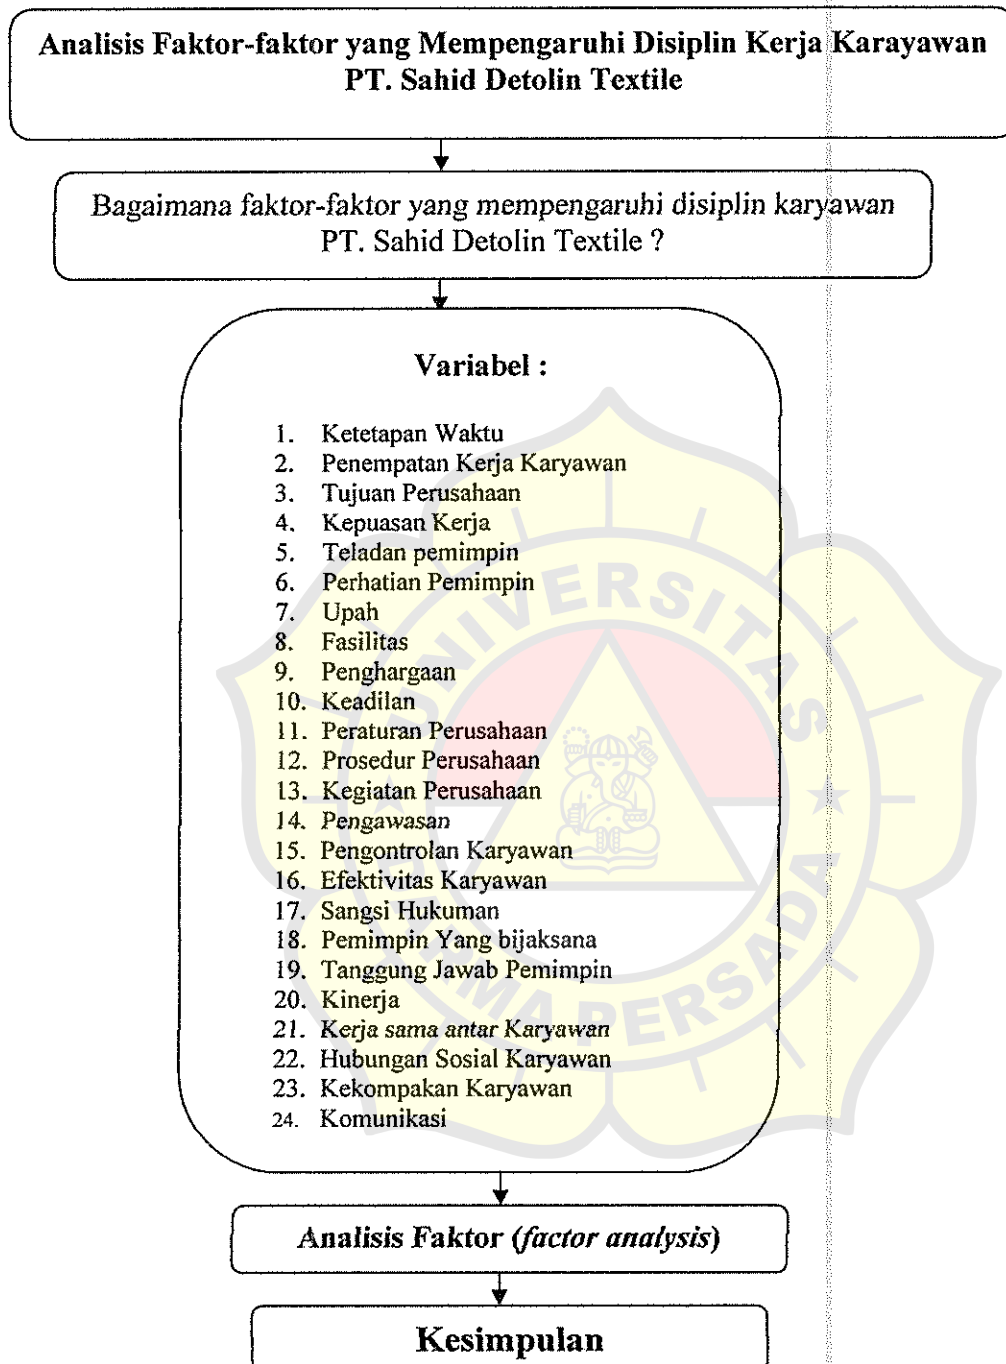 Analisis Faktor-faktor yang Mempengaruhi Disiplin Kerja Karayawan
PT. Sahid Detolin Textile
Bagaimana faktor-faktor yang mempengaruhi disiplin karyawan
PT. Sahid Detolin Textile ?
Variabel :
1. Ketetapan Waktu
2. Penempatan Kerja Karyawan
3. Tujuan Perusahaan
4. Kepuasan Kerja
5. Teladan pemimpin
6. Perhatian Pemimpin
7. Upah
8. Fasilitas
9. Penghargaan
10. Keadilan
11. Peraturan Perusahaan
12. Prosedur Perusahaan
13. Kegiatan Perusahaan
14. Pengawasan
15. Pengontrolan Karyawan
16. Efektivitas Karyawan
17. Sangsi Hukuman
18. Pemimpin Yang bijaksana
19. Tanggung Jawab Pemimpin
20. Kinerja
21. Kerja sama antar Karyawan
22. Hubungan Sosial Karyawan
23. Kekompakan Karyawan
24. Komunikasi
Analisis Faktor (factor analysis)
Kesimpulan
UNIVERSITAS
DARMA PERSADA